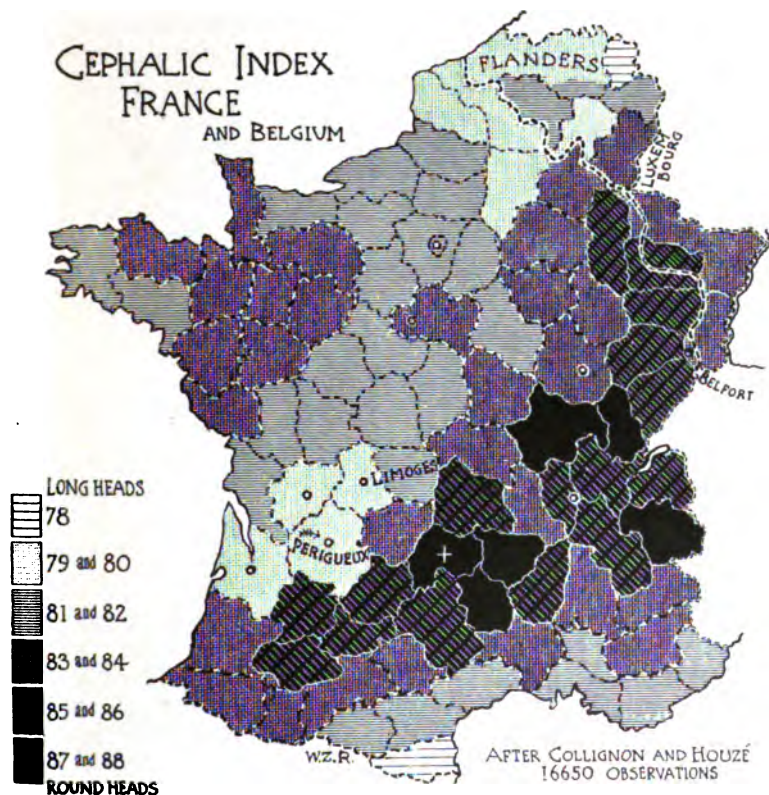 CEPHALIC INDEX
FRANCE
AND BELGIUM
FLANDERS
LUXEM
BOURG
BELFORT
LIMOGES
PERIGUEUX
LONG HEADS
78
79 and 80
81 and 82
83 and 84
85 and 86
87 and 88
ROUND HEADS
W.Z.R.
AFTER COLLIGNON AND HOUZÉ
16650 OBSERVATIONS